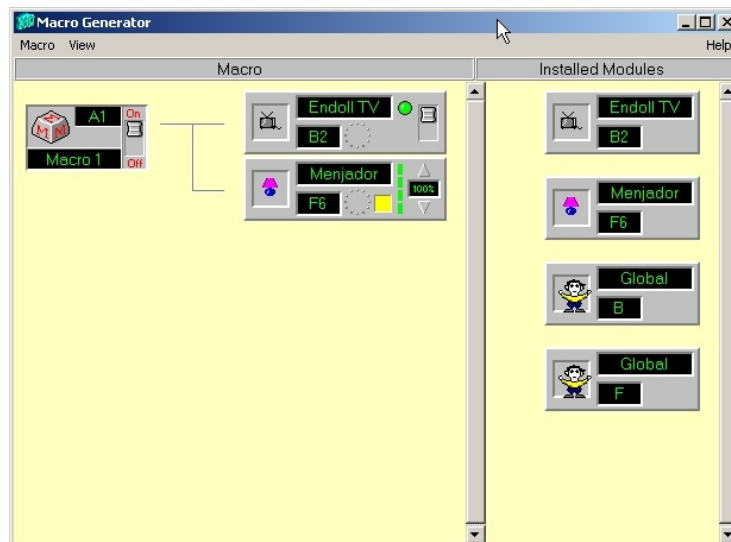 Macro Generator
Macro View Help
Macro
Installed Modules
A1
On
Macro 1
Off
Endoll TV
B2
Menjador
F6
100%
Endoll TV
B2
Menjador
F6
Global
B
Global
F